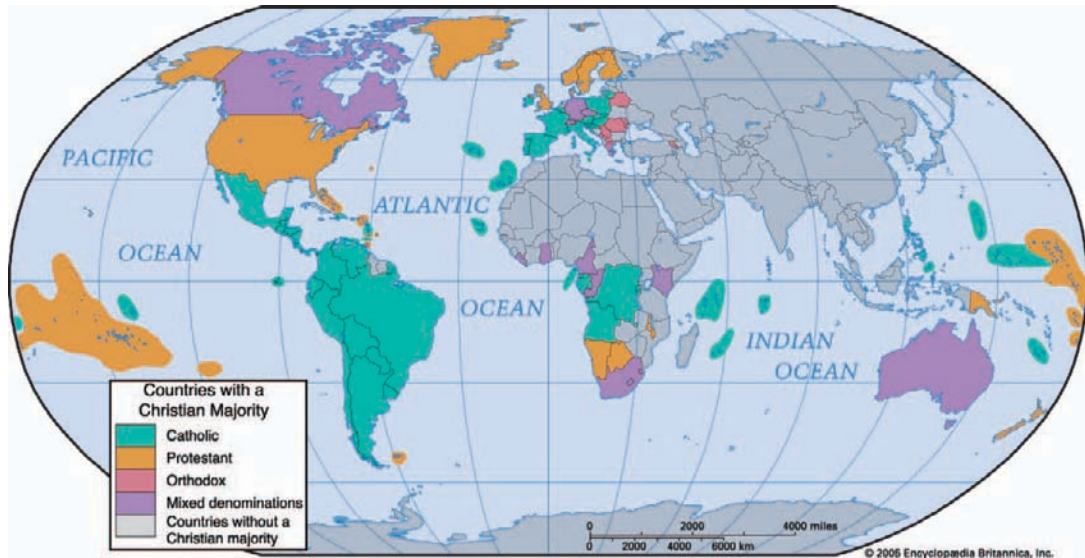 PACIFIC
OCEAN
ATLANTIC
OCEAN
INDIAN
OCEAN
Countries with a
Christian Majority
Catholic
Protestant
Orthodox
Mixed denominations
Countries without a
Christian majority
0 2000 4000 miles
0 2000 4000 6000 km
© 2005 Encyclopædia Britannica, Inc.